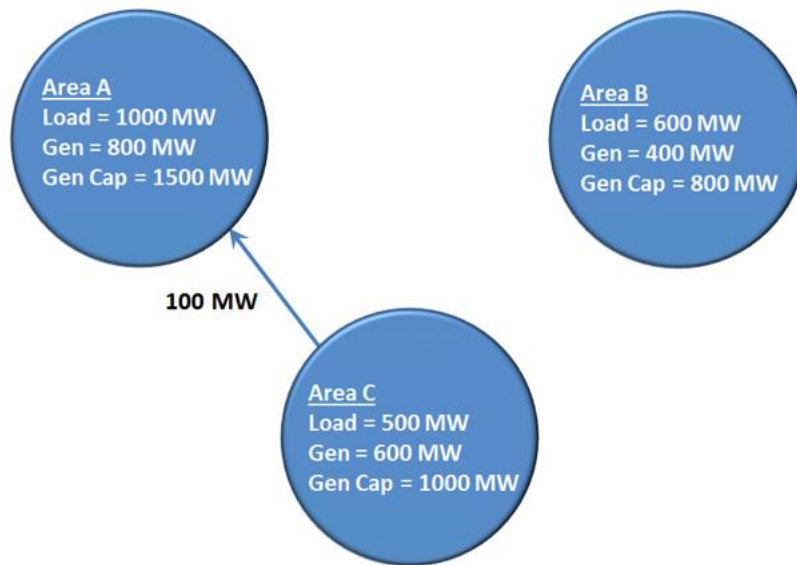 Area A
Load = 1000 MW
Gen = 800 MW
Gen Cap = 1500 MW
Area B
Load = 600 MW
Gen = 400 MW
Gen Cap = 800 MW
100 MW
Area C
Load = 500 MW
Gen = 600 MW
Gen Cap = 1000 MW